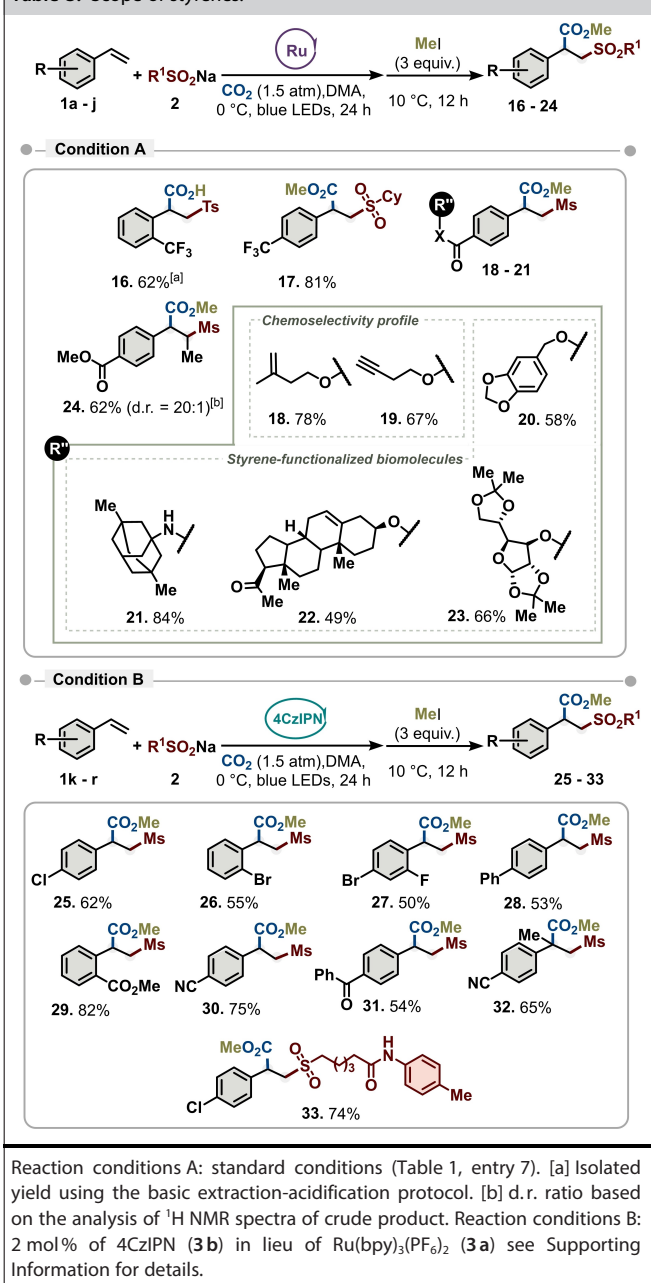 Table 3: Scope of styrenes.
R
1a - j
+ R¹SO₂Na
2
Ru
CO₂ (1.5 atm),DMA,
0 °C, blue LEDs, 24 h
MeI
(3 equiv.)
10 °C, 12 h
CO₂Me
SO₂R¹
R
16 - 24
Condition A
CO₂H
Ts
CF₃
16. 62%[a]
MeO₂C
S
O
O
Cy
F₃C
17. 81%
R"
X
O
CO₂Me
Ms
18 - 21
CO₂Me
Ms
Me
MeO
O
24. 62% (d.r. = 20:1)[b]
Chemoselectivity profile
Me
O
18. 78%
O
19. 67%
O
O
O
20. 58%
R"
Styrene-functionalized biomolecules
Me
H
N
Me
21. 84%
H
H
H
Me
Me
O
O
Me
22. 49%
Me
Me
O
O
O
O
O
O
Me
Me
23. 66%
Condition B
R
1k - r
+ R¹SO₂Na
2
4CzIPN
CO₂ (1.5 atm),DMA,
0 °C, blue LEDs, 24 h
MeI
(3 equiv.)
10 °C, 12 h
CO₂Me
SO₂R¹
R
25 - 33
CO₂Me
Ms
Cl
25. 62%
CO₂Me
Ms
Br
26. 55%
CO₂Me
Ms
Br
F
27. 50%
CO₂Me
Ms
Ph
28. 53%
CO₂Me
Ms
CO₂Me
29. 82%
CO₂Me
Ms
NC
30. 75%
CO₂Me
Ms
Ph
O
31. 54%
Me
CO₂Me
Ms
NC
32. 65%
MeO₂C
O
S
O
( )₃
O
H
N
Me
Cl
33. 74%
Reaction conditions A: standard conditions (Table 1, entry 7). [a] Isolated
yield using the basic extraction-acidification protocol. [b] d. r. ratio based
on the analysis of ¹H NMR spectra of crude product. Reaction conditions B:
2 mol% of 4CzIPN (3 b) in lieu of Ru(bpy)₃(PF₆)₂ (3 a) see Supporting
Information for details.